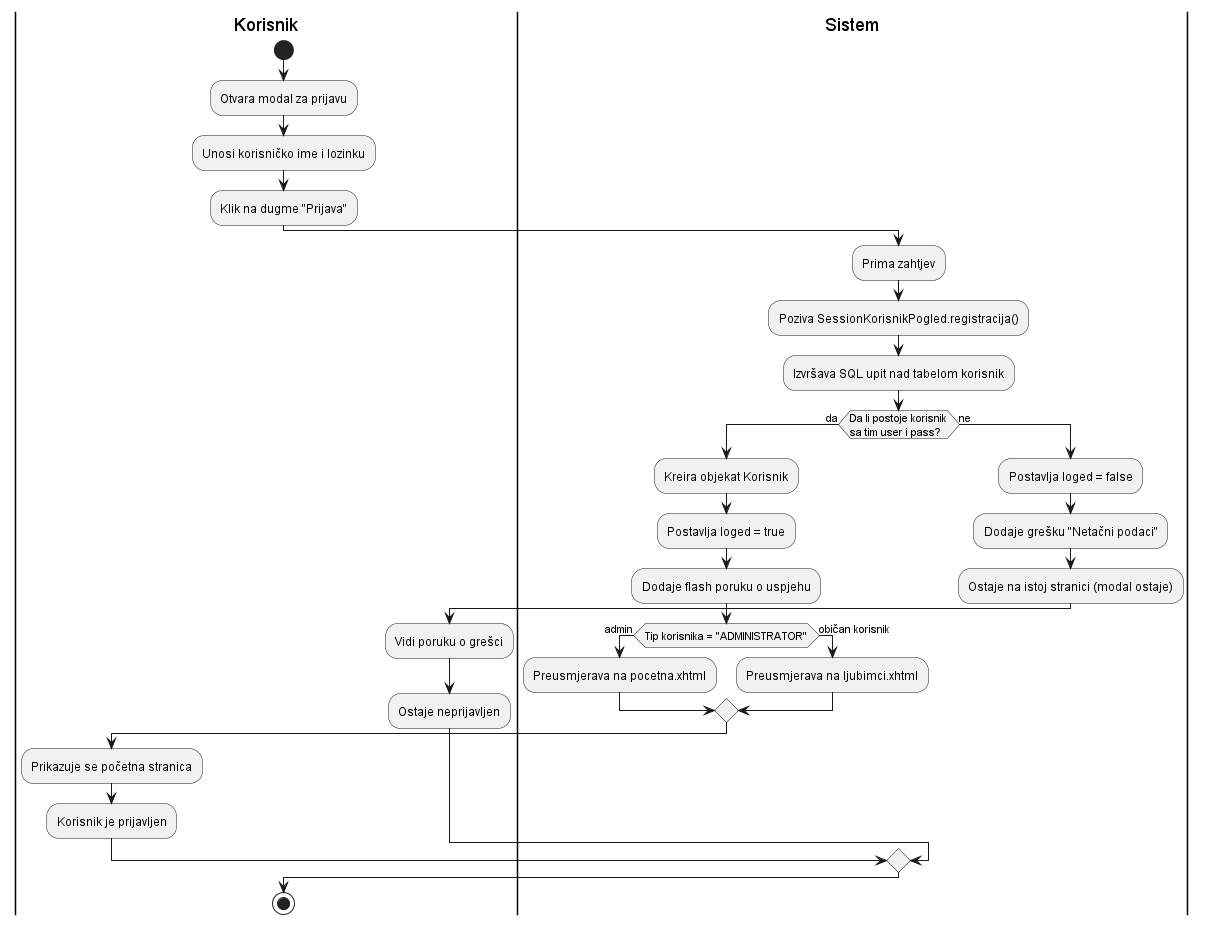 Korisnik
Sistem
Otvara modal za prijavu
Unosi korisničko ime i lozinku
Klik na dugme "Prijava"
Prima zahtjev
Poziva SessionKorisnikPogled.registracija()
Izvršava SQL upit nad tabelom korisnik
da
Da li postoje korisnik
sa tim user i pass?
ne
Kreira objekat Korisnik
Postavlja loged = false
Postavlja loged = true
Dodaje grešku "Netačni podaci"
Dodaje flash poruku o uspjehu
Ostaje na istoj stranici (modal ostaje)
Vidi poruku o grešci
admin
Tip korisnika = "ADMINISTRATOR"
običan korisnik
Preusmjerava na pocetna.xhtml
Preusmjerava na ljubimci.xhtml
Ostaje neprijavljen
Prikazuje se početna stranica
Korisnik je prijavljen